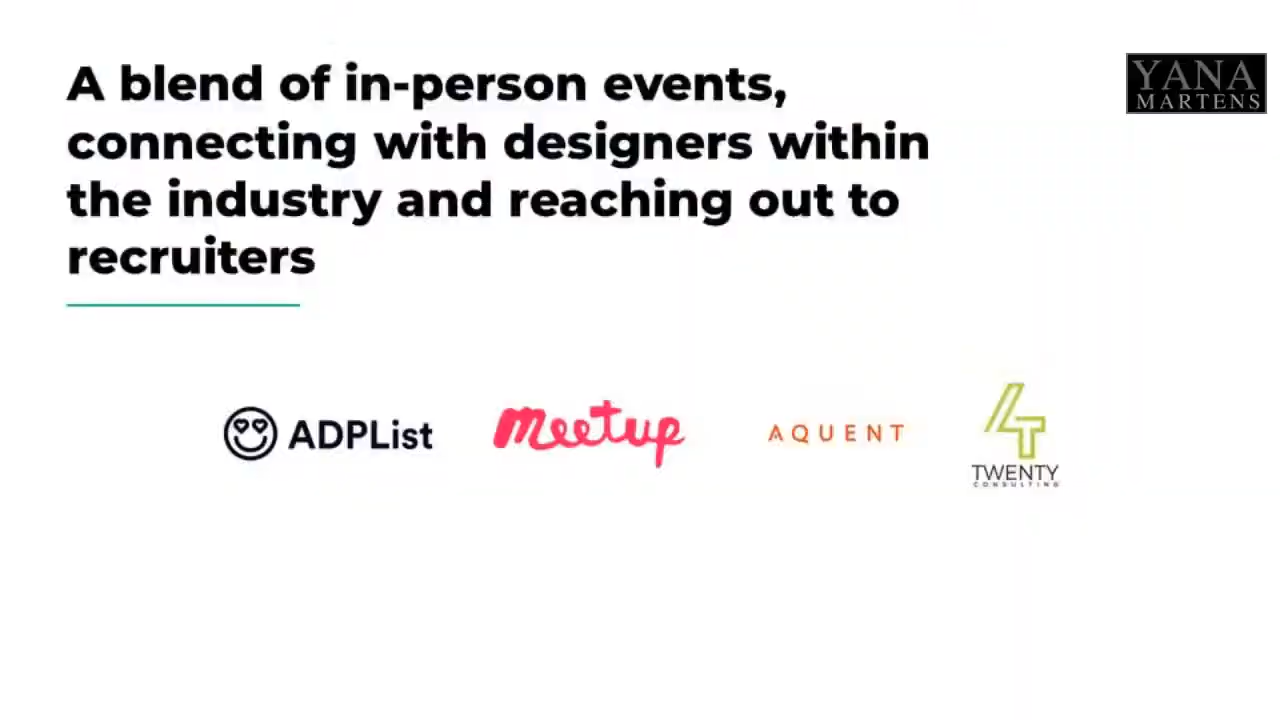 A blend of in-person events,
connecting with designers within
the industry and reaching out to
recruiters
YANA
MARTENS
ADPList
meetup
AQUENT
4T
TWENTY
CONSULTING